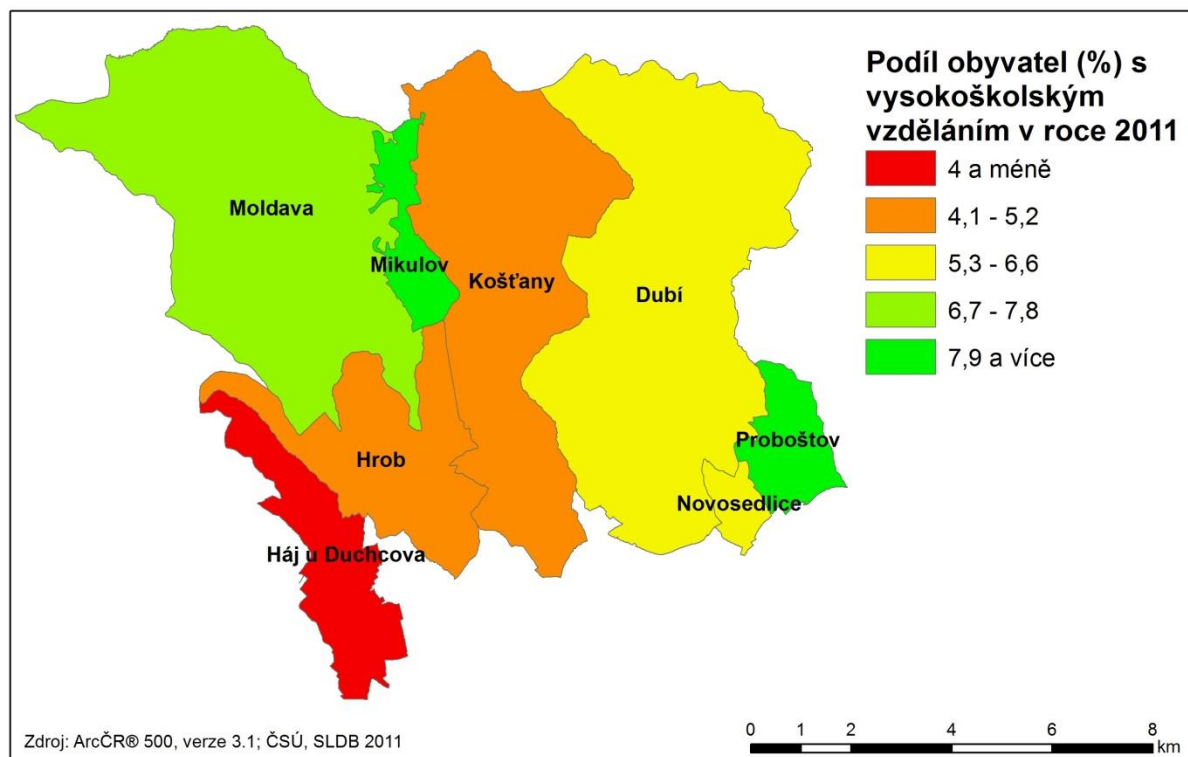 Podíl obyvatel (%) s
vysokoškolským
vzděláním v roce 2011
4 a méně
4,1 - 5,2
5,3 - 6,6
6,7 - 7,8
7,9 a více
Moldava
Mikulov
Košťany
Dubí
Proboštov
Hrob
Novosedlice
Háj u Duchcova
Zdroj: ArcČR® 500, verze 3.1; ČSÚ, SLDB 2011
0 1 2 4 6 8
km